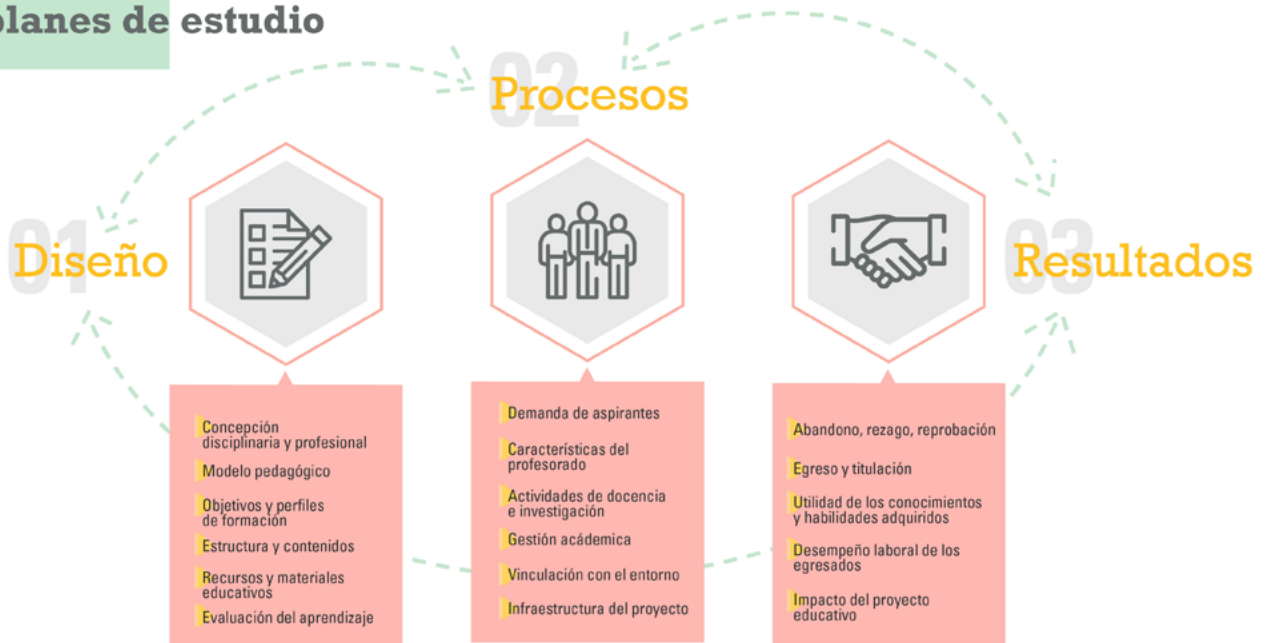 planes de estudio
01
Diseño
02
Procesos
03
Resultados
Concepción
disciplinaria y profesional
Modelo pedagógico
Objetivos y perfiles
de formación
Estructura y contenidos
Recursos y materiales
educativos
Evaluación del aprendizaje
Demanda de aspirantes
Características del
profesorado
Actividades de docencia
e investigación
Gestión acádemica
Vinculación con el entorno
Infraestructura del proyecto
Abandono, rezago, reprobación
Egreso y titulación
Utilidad de los conocimientos
y habilidades adquiridos
Desempeño laboral de los
egresados
Impacto del proyecto
educativo